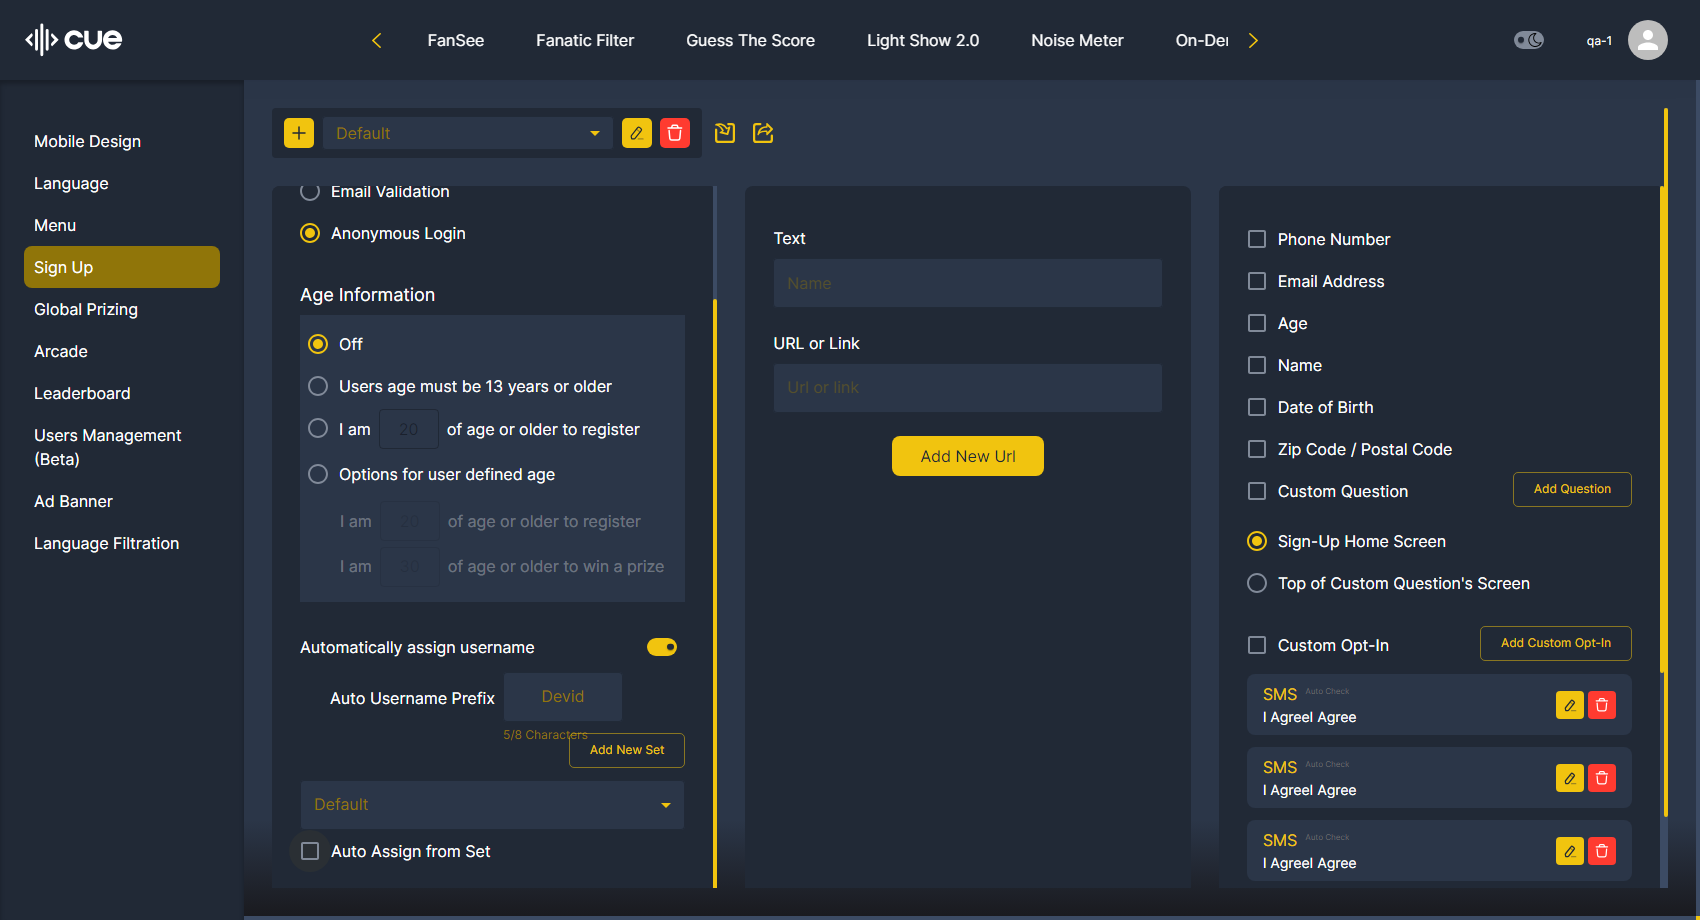 cue
FanSee
Fanatic Filter
Guess The Score
Light Show 2.0
Noise Meter
On-Der
qa-1
Mobile Design
Language
Menu
Sign Up
Global Prizing
Arcade
Leaderboard
Users Management
(Beta)
Ad Banner
Language Filtration
Default
Email Validation
Anonymous Login
Age Information
Off
Users age must be 13 years or older
I am 20 of age or older to register
Options for user defined age
I am 20 of age or older to register
I am 30 of age or older to win a prize
Automatically assign username
Auto Username Prefix
Devid
5/8 Characters
Add New Set
Default
Auto Assign from Set
Text
Name
URL or Link
Url or link
Add New Url
Phone Number
Email Address
Age
Name
Date of Birth
Zip Code / Postal Code
Custom Question
Add Question
Sign-Up Home Screen
Top of Custom Question's Screen
Custom Opt-In
Add Custom Opt-In
SMS Auto Check
I AgreeI Agree
SMS Auto Check
I AgreeI Agree
SMS Auto Check
I AgreeI Agree